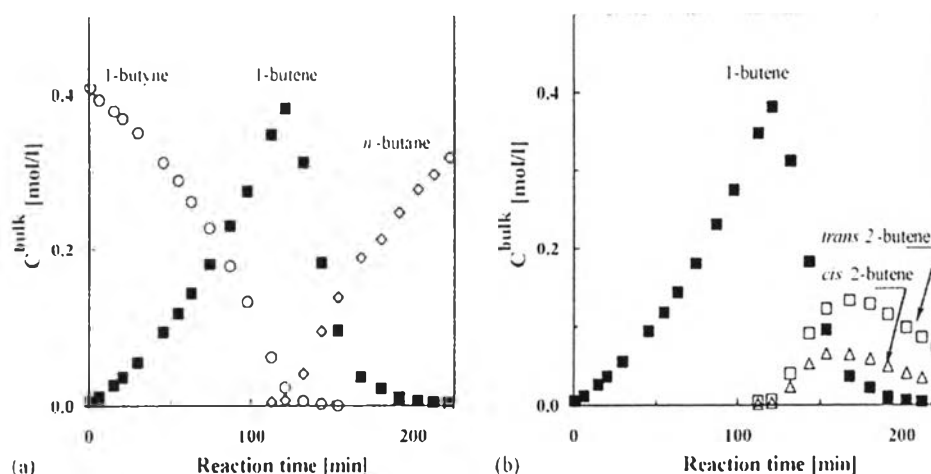 1-butyne
1-butene
n-butane
0.4
0.2
0.0
C^bulk [mol/l]
0
100
200
Reaction time [min]
(a)
1-butene
trans 2-butene
cis 2-butene
0.4
0.2
0.0
C^bulk [mol/l]
0
100
200
Reaction time [min]
(b)